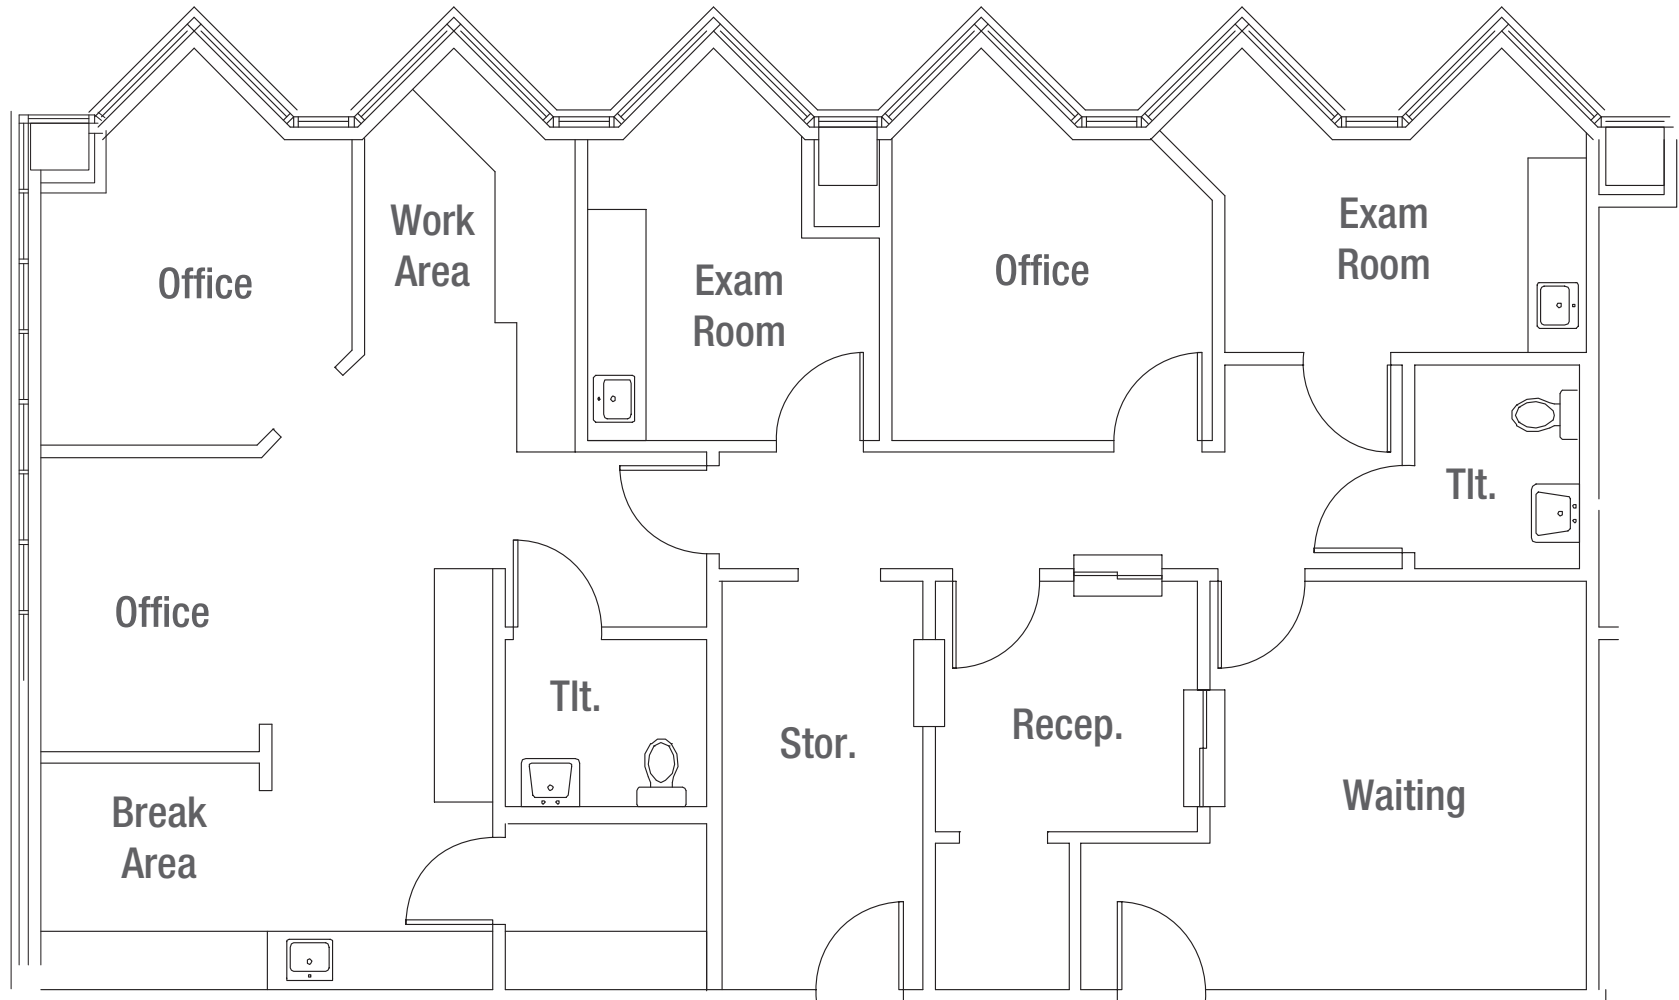 Office
Work
Area
Exam
Room
Office
Exam
Room
Tlt.
Office
Tlt.
Stor.
Recep.
Waiting
Break
Area